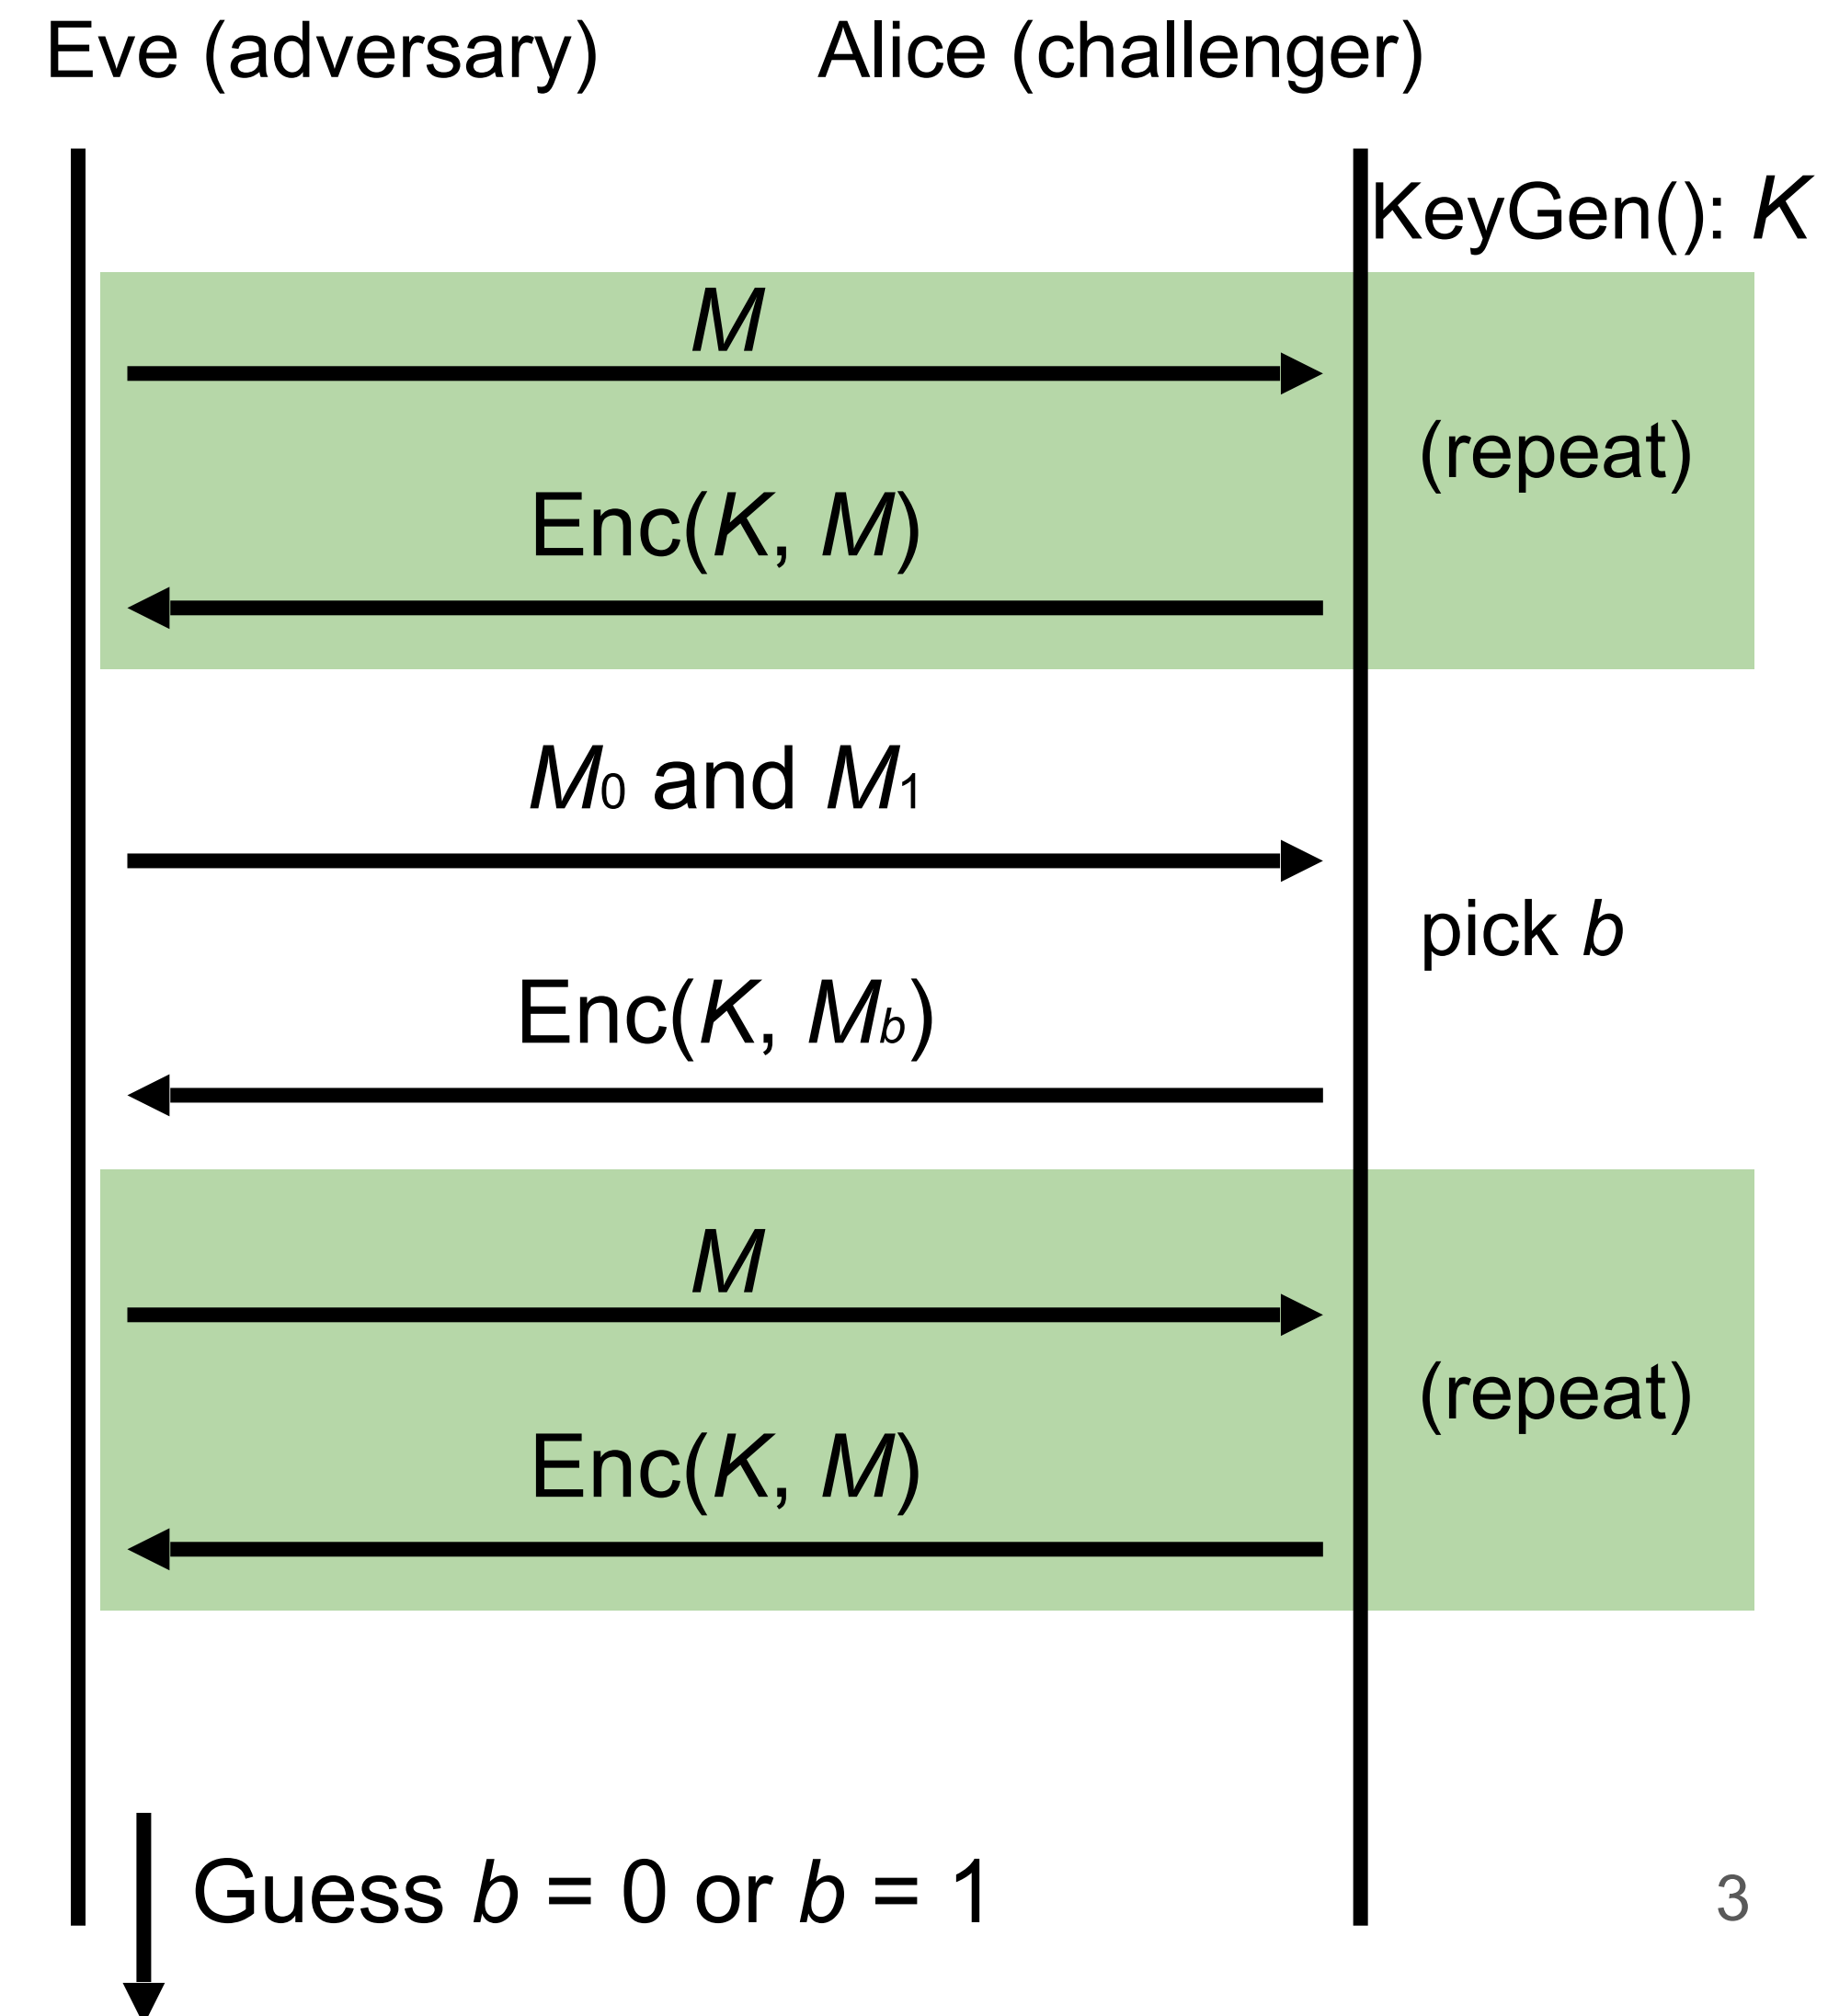 Eve (adversary) Alice (challenger)
KeyGen(): K
M
(repeat)
Enc(K, M)
M₀ and M₁
pick b
Enc(K, M_b)
M
(repeat)
Enc(K, M)
Guess b = 0 or b = 1
3